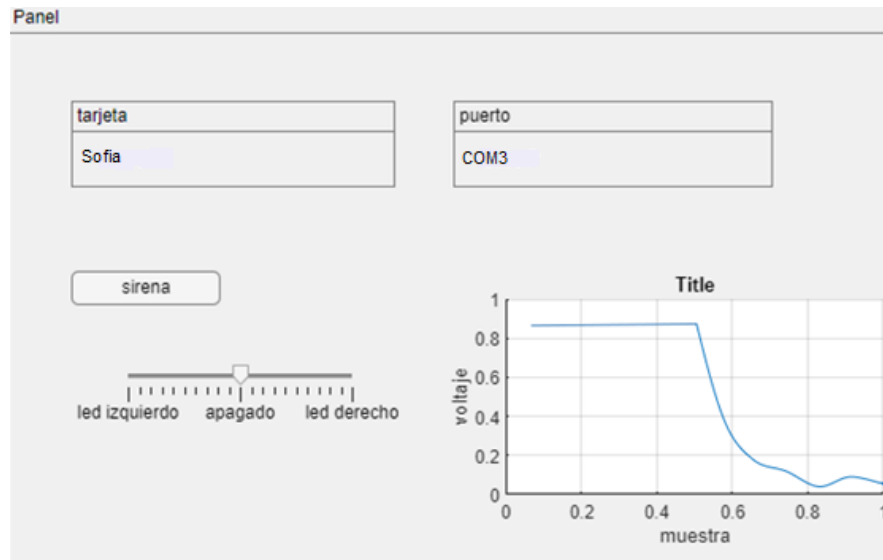 Panel
tarjeta
Sofia
puerto
COM3
sirena
led izquierdo
apagado
led derecho
Title
voltaje
1
0.8
0.6
0.4
0.2
0
0
0.2
0.4
0.6
0.8
1
muestra